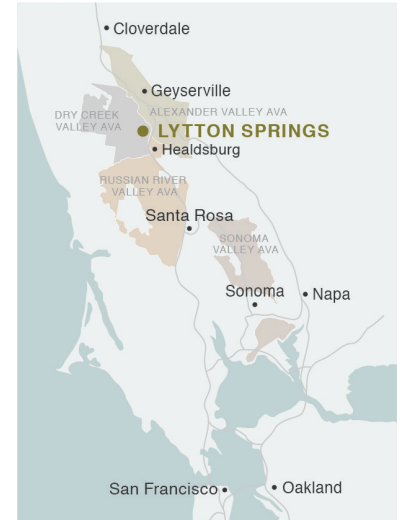 Cloverdale
Geyserville
DRY CREEK
VALLEY AVA
ALEXANDER VALLEY AVA
LYTTON SPRINGS
Healdsburg
RUSSIAN RIVER
VALLEY AVA
Santa Rosa
SONOMA
VALLEY AVA
Sonoma
Napa
San Francisco
Oakland